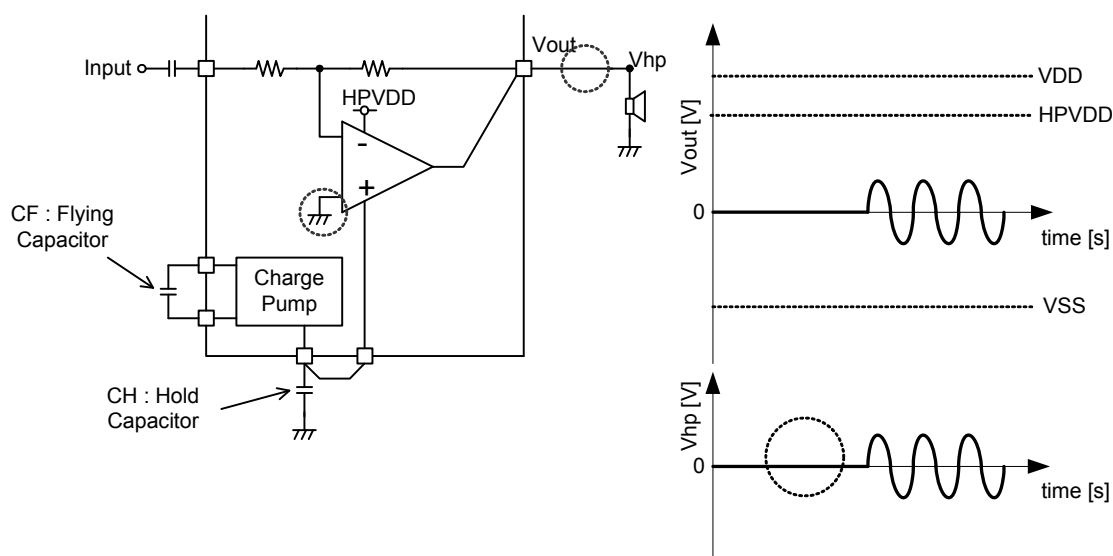 Input
Vout
Vhp
HPVDD
-
+
CF : Flying
Capacitor
Charge
Pump
CH : Hold
Capacitor
Vout [V]
VDD
HPVDD
0
time [s]
VSS
Vhp [V]
0
time [s]